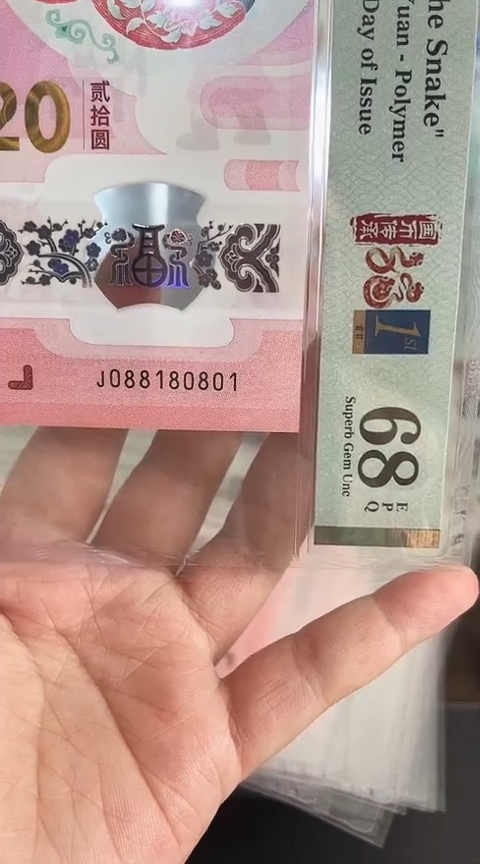 20
贰拾圆
J088180801
he Snake"
Yuan - Polymer
Day of Issue
1st
68
E
P
Q
Superb Gem Unc